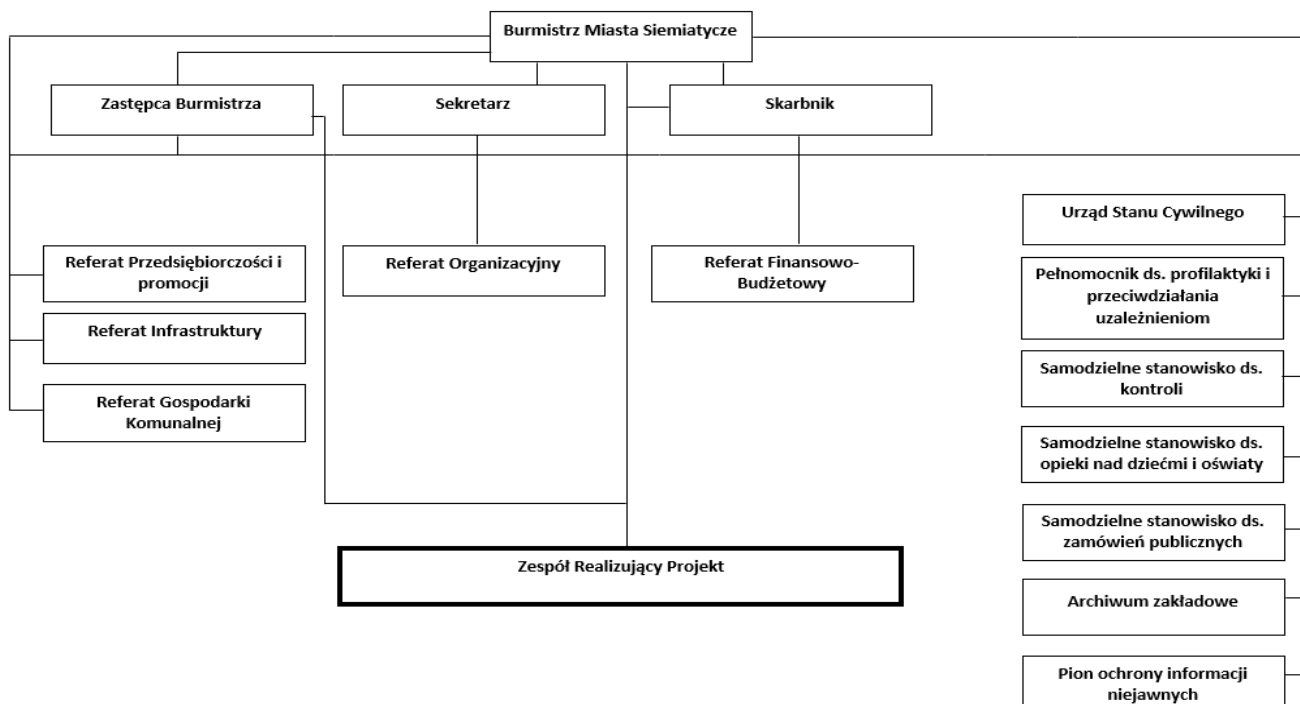 Burmistrz Miasta Siemiatycze
Zastępca Burmistrza
Sekretarz
Skarbnik
Urząd Stanu Cywilnego
Referat Przedsiębiorczości i
promocji
Referat Organizacyjny
Referat Finansowo-
Budżetowy
Pełnomocnik ds. profilaktyki i
przeciwdziałania
uzależnieniom
Referat Infrastruktury
Samodzielne stanowisko ds.
kontroli
Referat Gospodarki
Komunalnej
Samodzielne stanowisko ds.
opieki nad dziećmi i oświaty
Samodzielne stanowisko ds.
zamówień publicznych
Zespół Realizujący Projekt
Archiwum zakładowe
Pion ochrony informacji
niejawnych